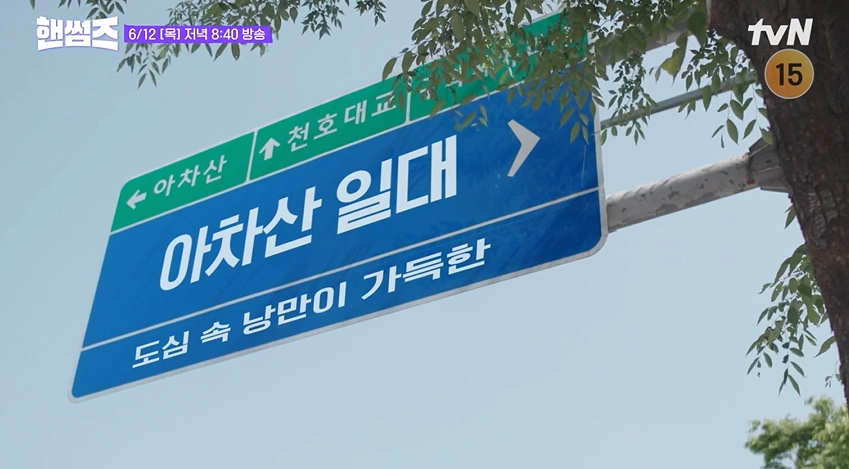 핸썸즈
6/12 [목] 저녁 8:40 방송
tvN
15
← 아차산
↑ 천호대교
아차산 일대
도심 속 낭만이 가득한